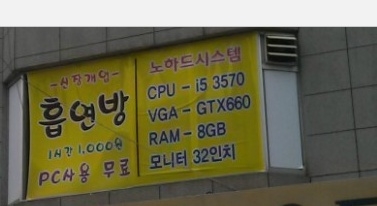 -신장개업-
흡연방
1시간 1,000원
PC사용 무료
노하드시스템
CPU - i5 3570
VGA - GTX660
RAM - 8GB
모니터 32인치